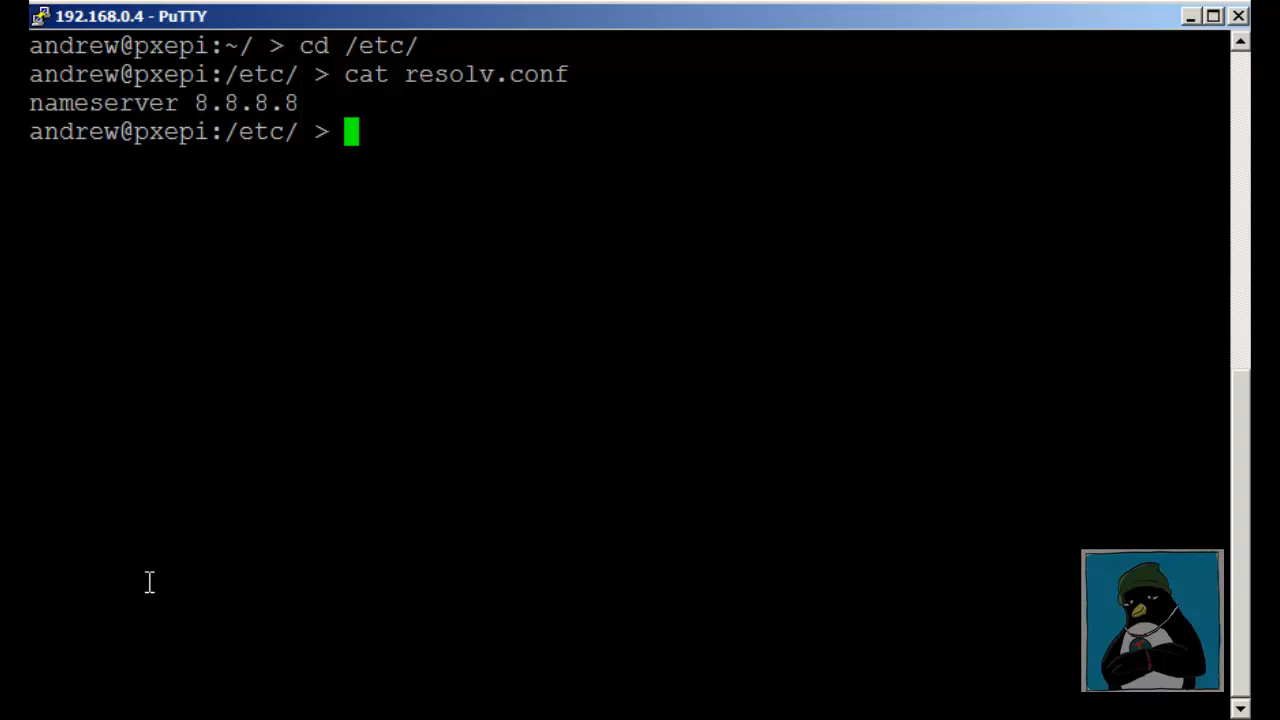 192.168.0.4 - PuTTY
andrew@pxepi:~/ > cd /etc/
andrew@pxepi:/etc/ > cat resolv.conf
nameserver 8.8.8.8
andrew@pxepi:/etc/ >